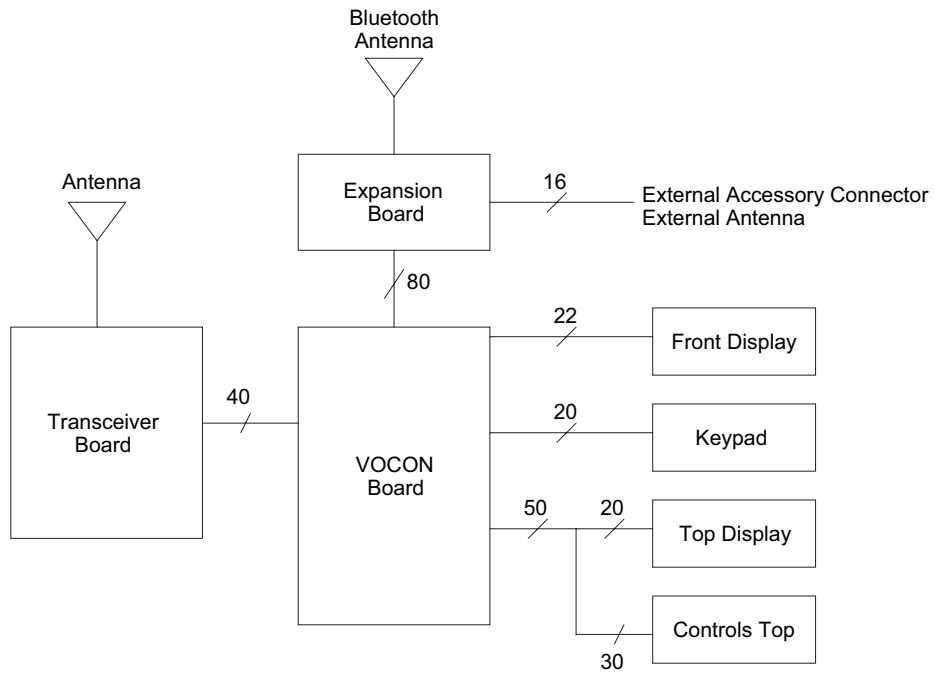 Bluetooth
Antenna
Antenna
Expansion
Board
16
External Accessory Connector
External Antenna
80
Transceiver
Board
40
VOCON
Board
22
Front Display
20
Keypad
50
20
Top Display
30
Controls Top